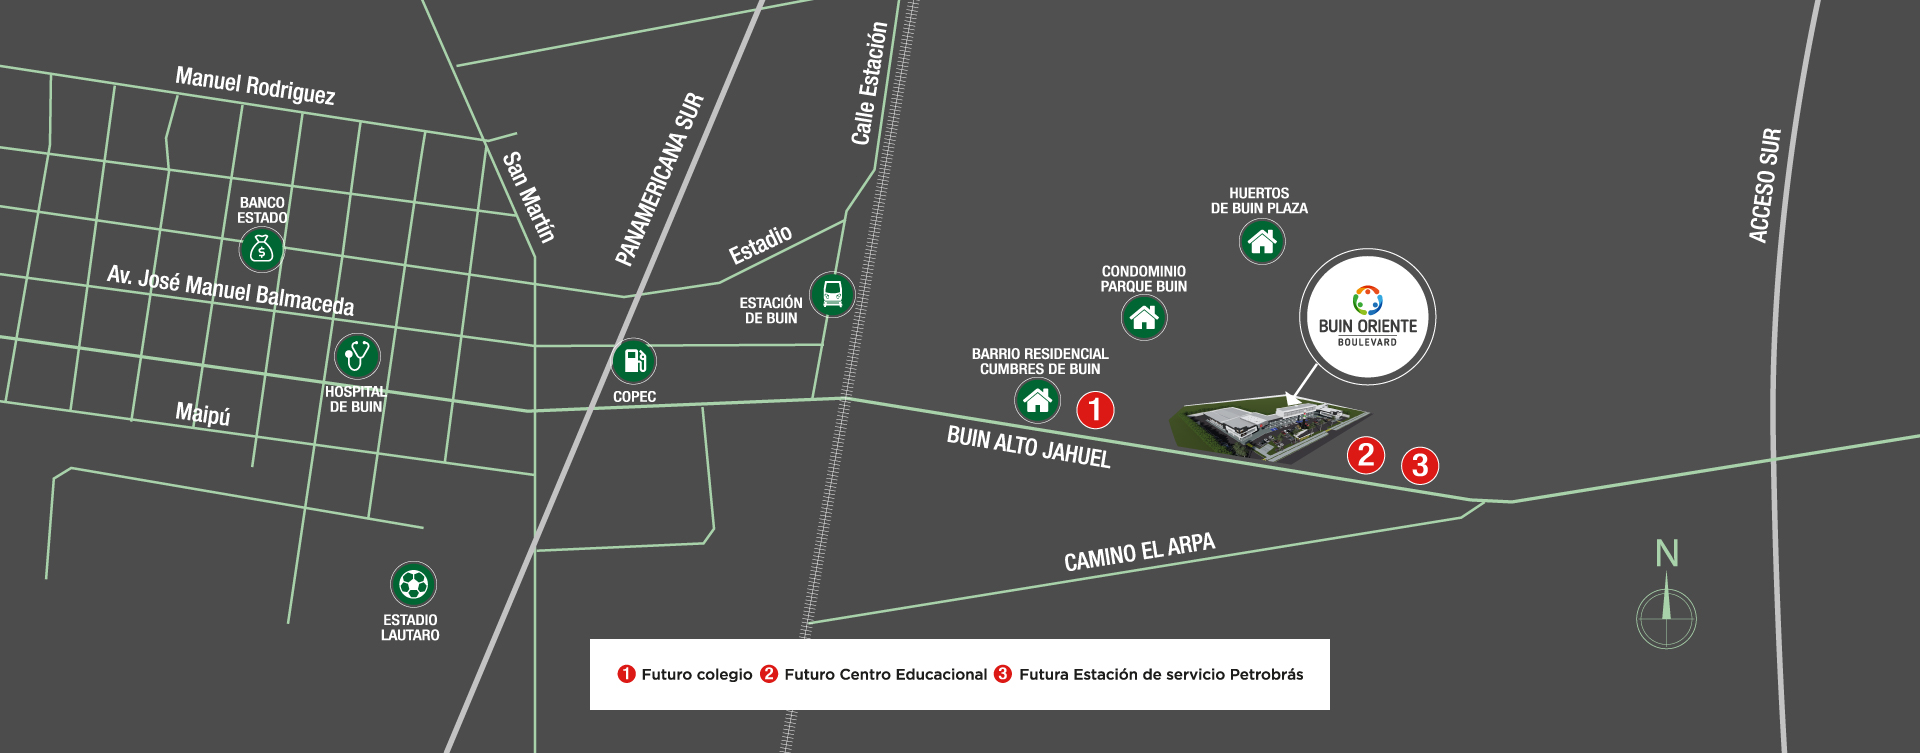 Manuel Rodriguez
San Martín
PANAMERICANA SUR
Calle Estación
ACCESO SUR
BANCO
ESTADO
$
Av. José Manuel Balmaceda
Estadio
ESTACIÓN
DE BUIN
HUERTOS
DE BUIN PLAZA
CONDOMINIO
PARQUE BUIN
BUIN ORIENTE
BOULEVARD
BARRIO RESIDENCIAL
CUMBRES DE BUIN
HOSPITAL
DE BUIN
COPEC
Maipú
1
BUIN ALTO JAHUEL
2
3
CAMINO EL ARPA
N
ESTADIO
LAUTARO
1 Futuro colegio 2 Futuro Centro Educacional 3 Futura Estación de servicio Petrobrás